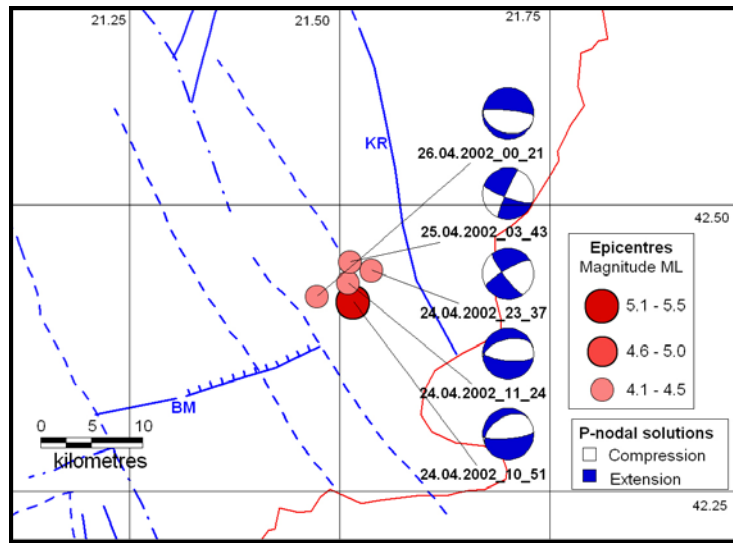 21.25 21.50 21.75
KR
26.04.2002_00_21
42.50
25.04.2002_03_43
Epicentres
Magnitude ML
24.04.2002_23_37
5.1 - 5.5
4.6 - 5.0
24.04.2002_11_24
4.1 - 4.5
BM
0 5 10
kilometres
P-nodal solutions
Compression
Extension
24.04.2002_10_51
42.25